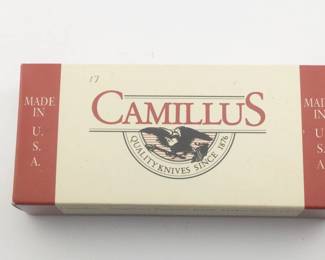 17
MADE
IN
U.
S.
A.
CAMILLUS
QUALITY KNIVES SINCE 1876
MADE
IN
U.
S.
A.